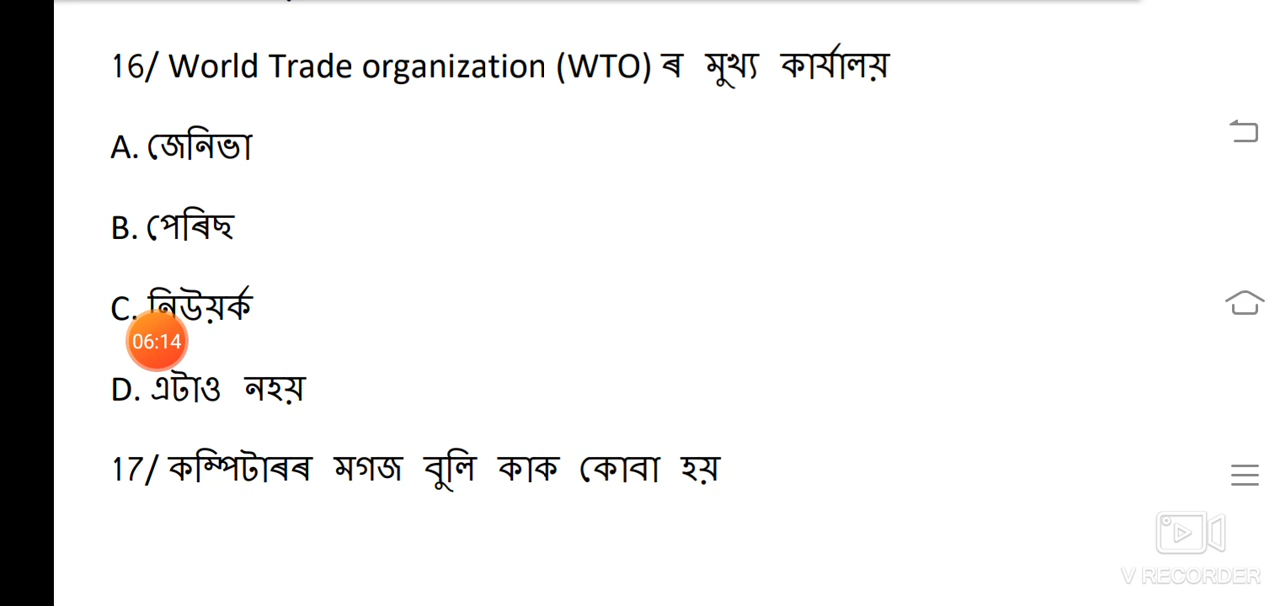 16/ World Trade organization (WTO) ৰ মুখ্য কাৰ্যালয়
A. জেনিভা
B. পেৰিছ
C. নিউয়ৰ্ক
06:14
D. এটাও নহয়
17/ কম্পিটাৰৰ মগজ বুলি কাক কোবা হয়
V RECORDER